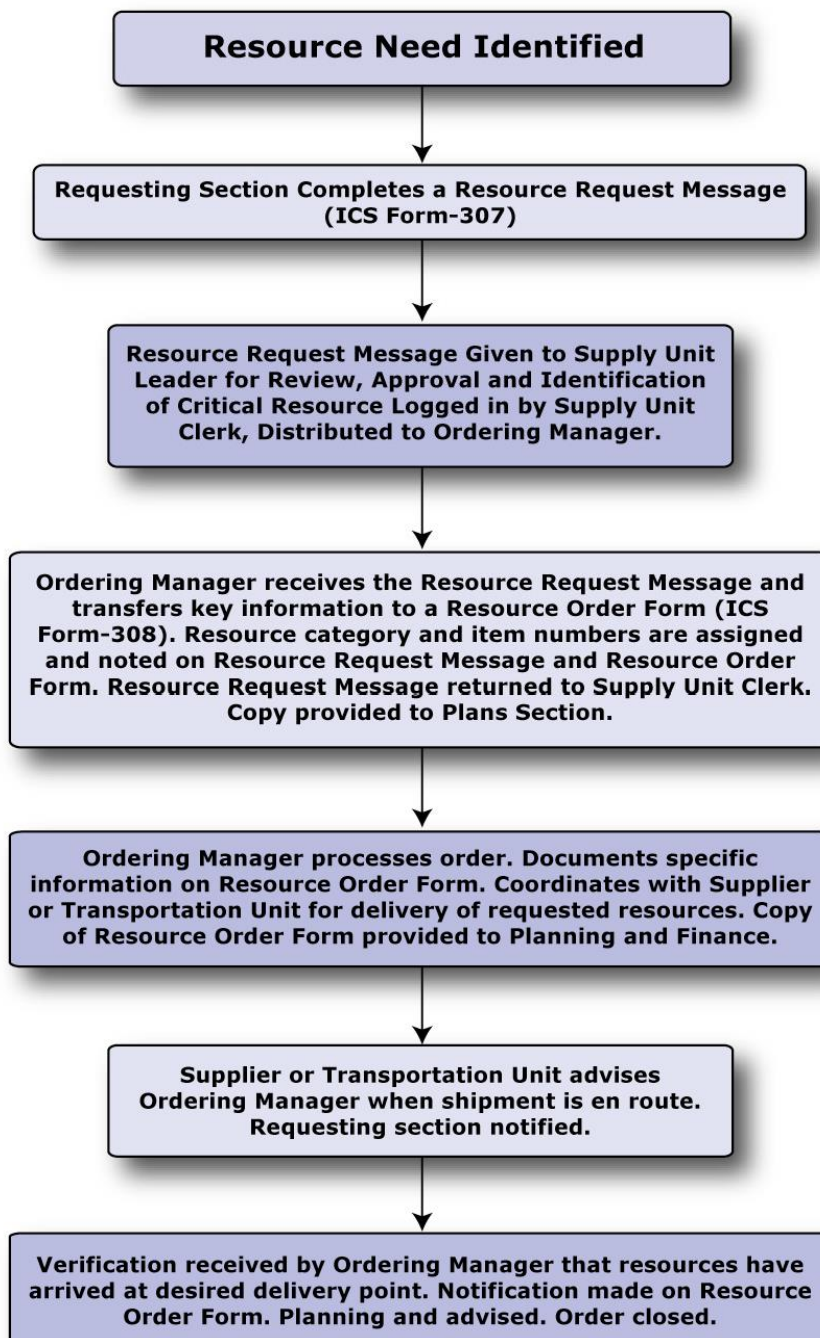 Resource Need Identified
Requesting Section Completes a Resource Request Message
(ICS Form-307)
Resource Request Message Given to Supply Unit
Leader for Review, Approval and Identification
of Critical Resource Logged in by Supply Unit
Clerk, Distributed to Ordering Manager.
Ordering Manager receives the Resource Request Message and
transfers key information to a Resource Order Form (ICS
Form-308). Resource category and item numbers are assigned
and noted on Resource Request Message and Resource Order
Form. Resource Request Message returned to Supply Unit Clerk.
Copy provided to Plans Section.
Ordering Manager processes order. Documents specific
information on Resource Order Form. Coordinates with Supplier
or Transportation Unit for delivery of requested resources. Copy
of Resource Order Form provided to Planning and Finance.
Supplier or Transportation Unit advises
Ordering Manager when shipment is en route.
Requesting section notified.
Verification received by Ordering Manager that resources have
arrived at desired delivery point. Notification made on Resource
Order Form. Planning and advised. Order closed.